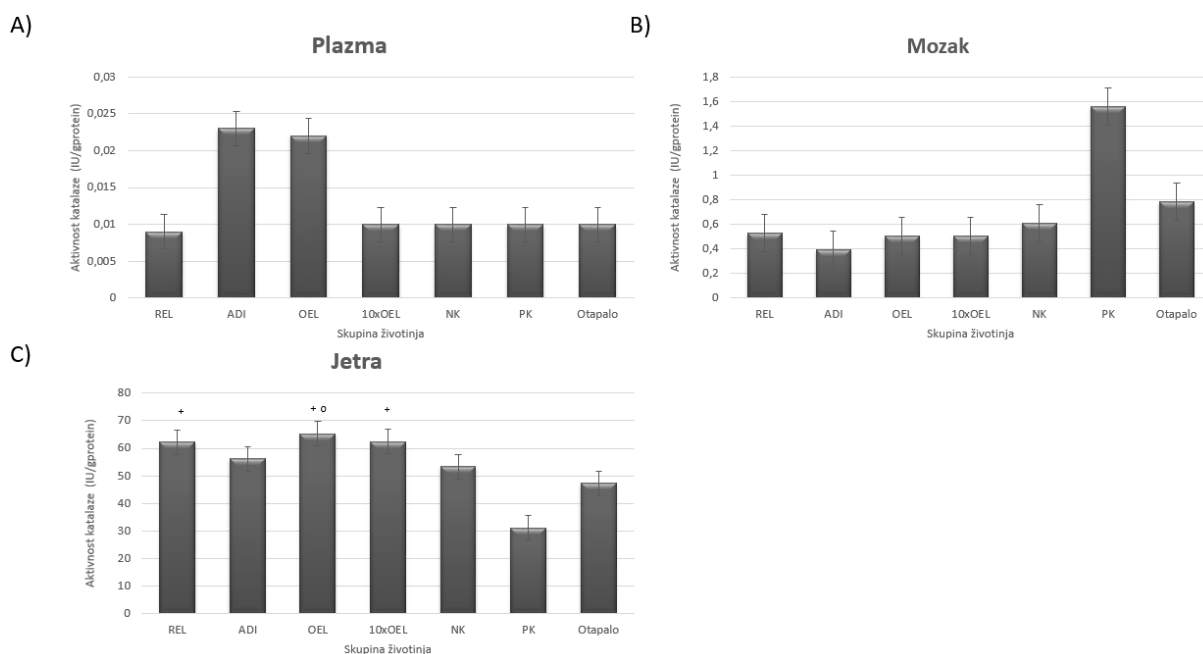 A)
Plazma
Aktivnost katalaze (IU/gprotein)
0,03
0,025
0,02
0,015
0,01
0,005
0
REL ADI OEL 10xOEL NK PK Otapalo
Skupina životinja
B)
Mozak
Aktivnost katalaze (IU/gprotein)
1,8
1,6
1,4
1,2
1
0,8
0,6
0,4
0,2
0
REL ADI OEL 10xOEL NK PK Otapalo
Skupina životinja
C)
Jetra
Aktivnost katalaze (IU/gprotein)
80
70
60
50
40
30
20
10
0
+ + o +
REL ADI OEL 10xOEL NK PK Otapalo
Skupina životinja